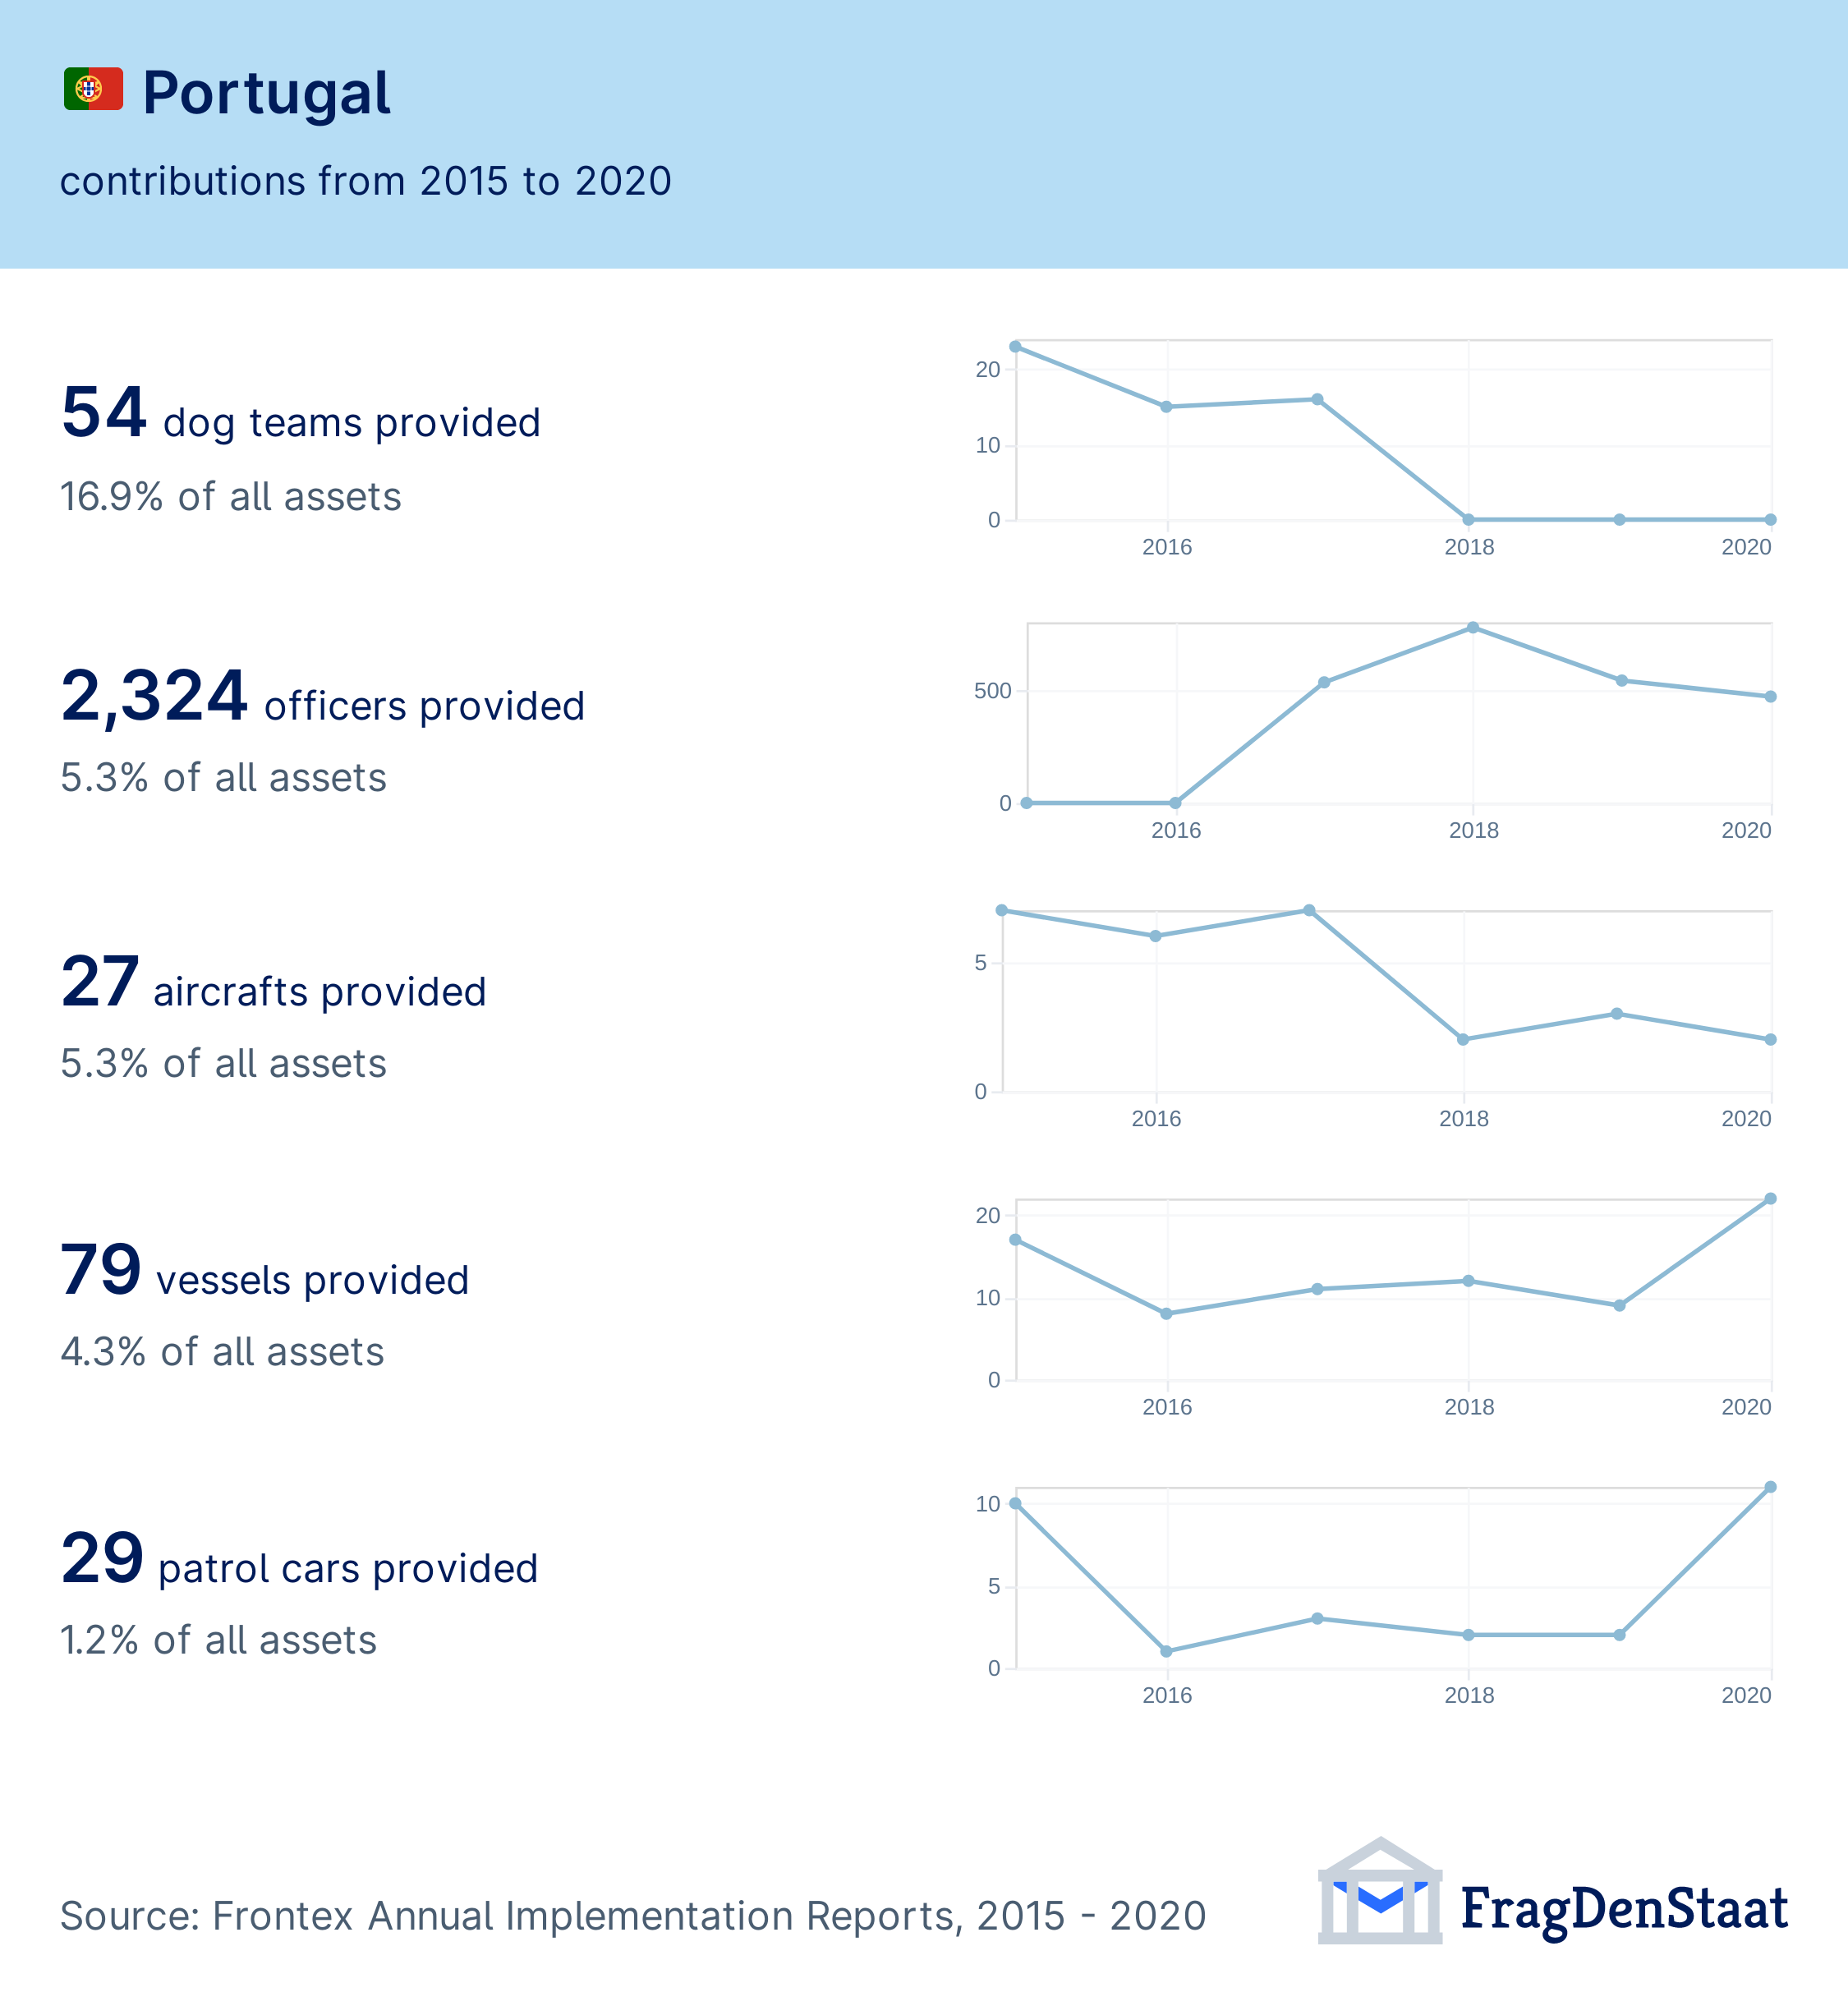 Portugal
contributions from 2015 to 2020
54 dog teams provided
16.9% of all assets
20
10
0
2016 2018 2020
2,324 officers provided
5.3% of all assets
500
0
2016 2018 2020
27 aircrafts provided
5.3% of all assets
5
0
2016 2018 2020
79 vessels provided
4.3% of all assets
20
10
0
2016 2018 2020
29 patrol cars provided
1.2% of all assets
10
5
0
2016 2018 2020
Source: Frontex Annual Implementation Reports, 2015 - 2020
FragDenStaat